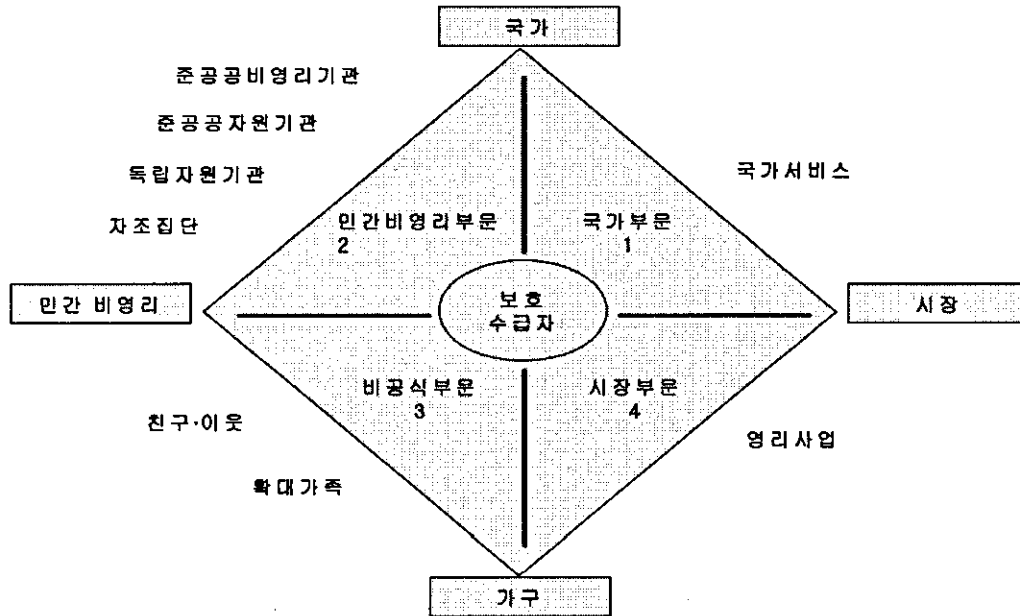 국가
준공공비영리기관
준공공자원기관
독립자원기관
국가서비스
자조집단
민간비영리부문
2
국가부문
1
민간 비영리
보호
수급자
시장
비공식부문
3
시장부문
4
친구·이웃
영리사업
확대가족
가구